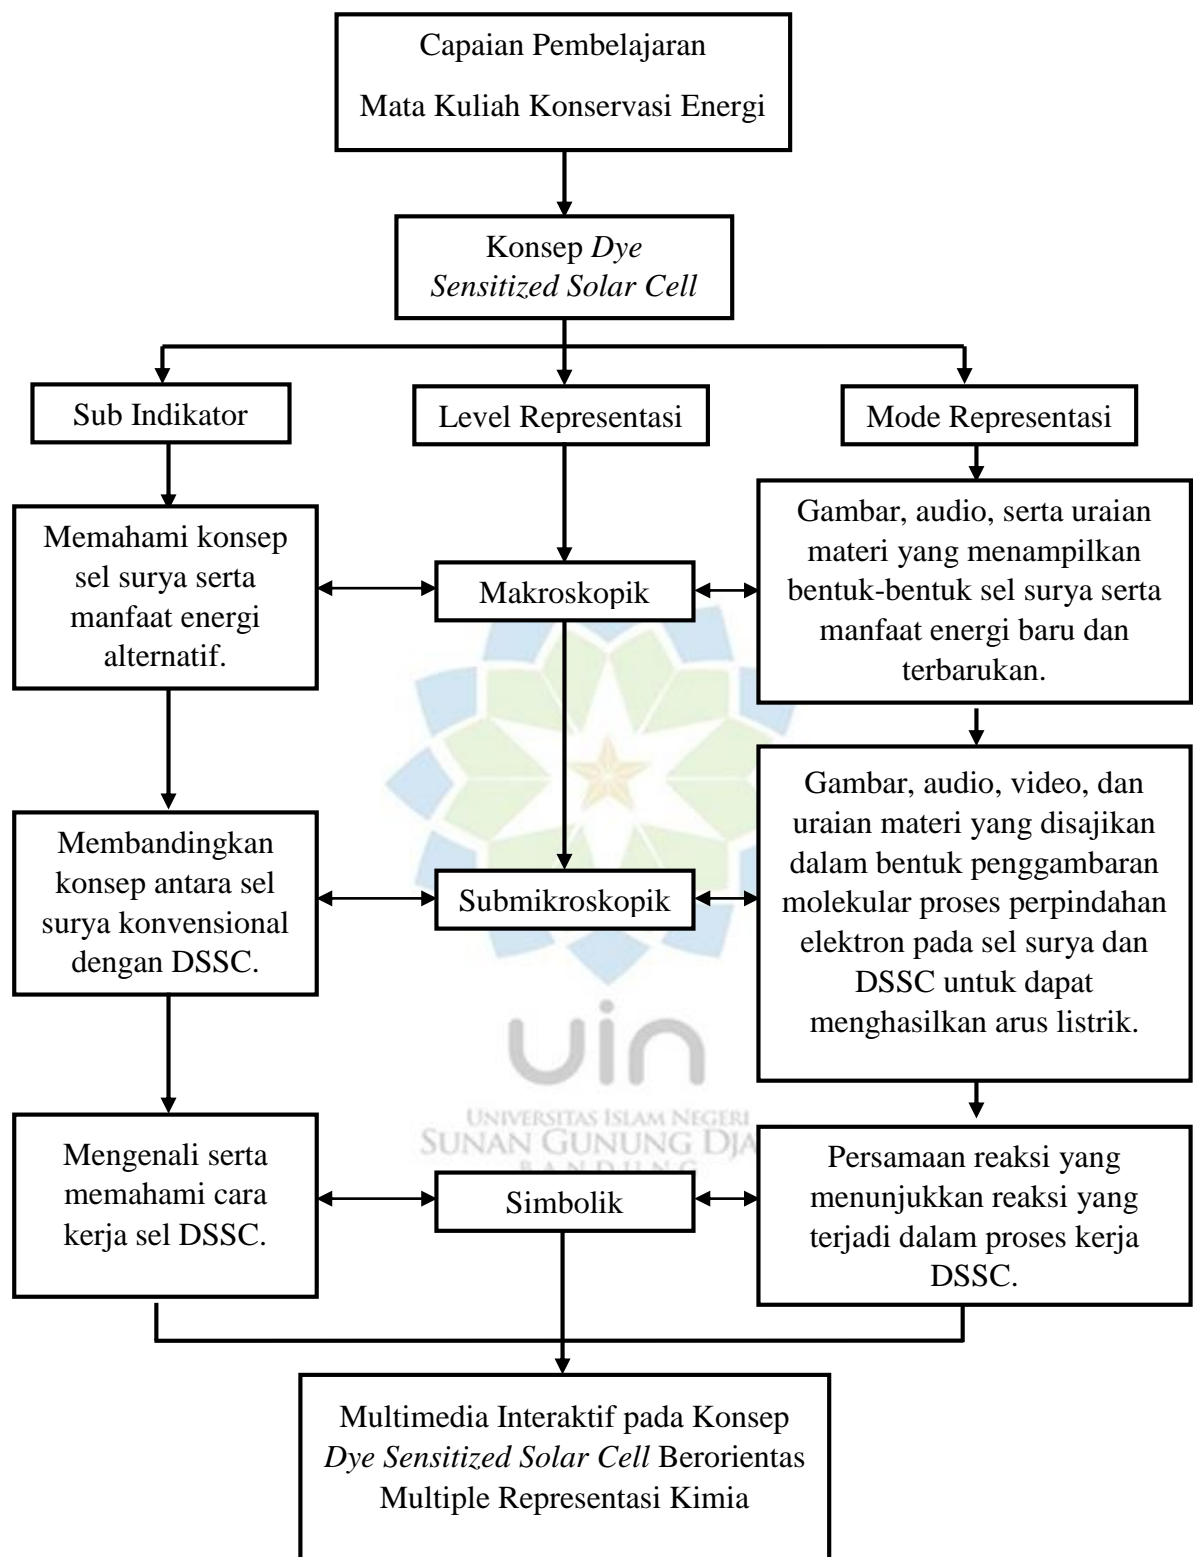 Capaian Pembelajaran
Mata Kuliah Konservasi Energi
Konsep Dye
Sensitized Solar Cell
Sub Indikator
Level Representasi
Mode Representasi
Memahami konsep
sel surya serta
manfaat energi
alternatif.
Makroskopik
Gambar, audio, serta uraian
materi yang menampilkan
bentuk-bentuk sel surya serta
manfaat energi baru dan
terbarukan.
Membandingkan
konsep antara sel
surya konvensional
dengan DSSC.
Submikroskopik
Gambar, audio, video, dan
uraian materi yang disajikan
dalam bentuk penggambaran
molekular proses perpindahan
elektron pada sel surya dan
DSSC untuk dapat
menghasilkan arus listrik.
uin
UNIVERSITAS ISLAM NEGERI
SUNAN GUNUNG DJA
BANDUNG
Mengenali serta
memahami cara
kerja sel DSSC.
Simbolik
Persamaan reaksi yang
menunjukkan reaksi yang
terjadi dalam proses kerja
DSSC.
Multimedia Interaktif pada Konsep
Dye Sensitized Solar Cell Berorientas
Multiple Representasi Kimia